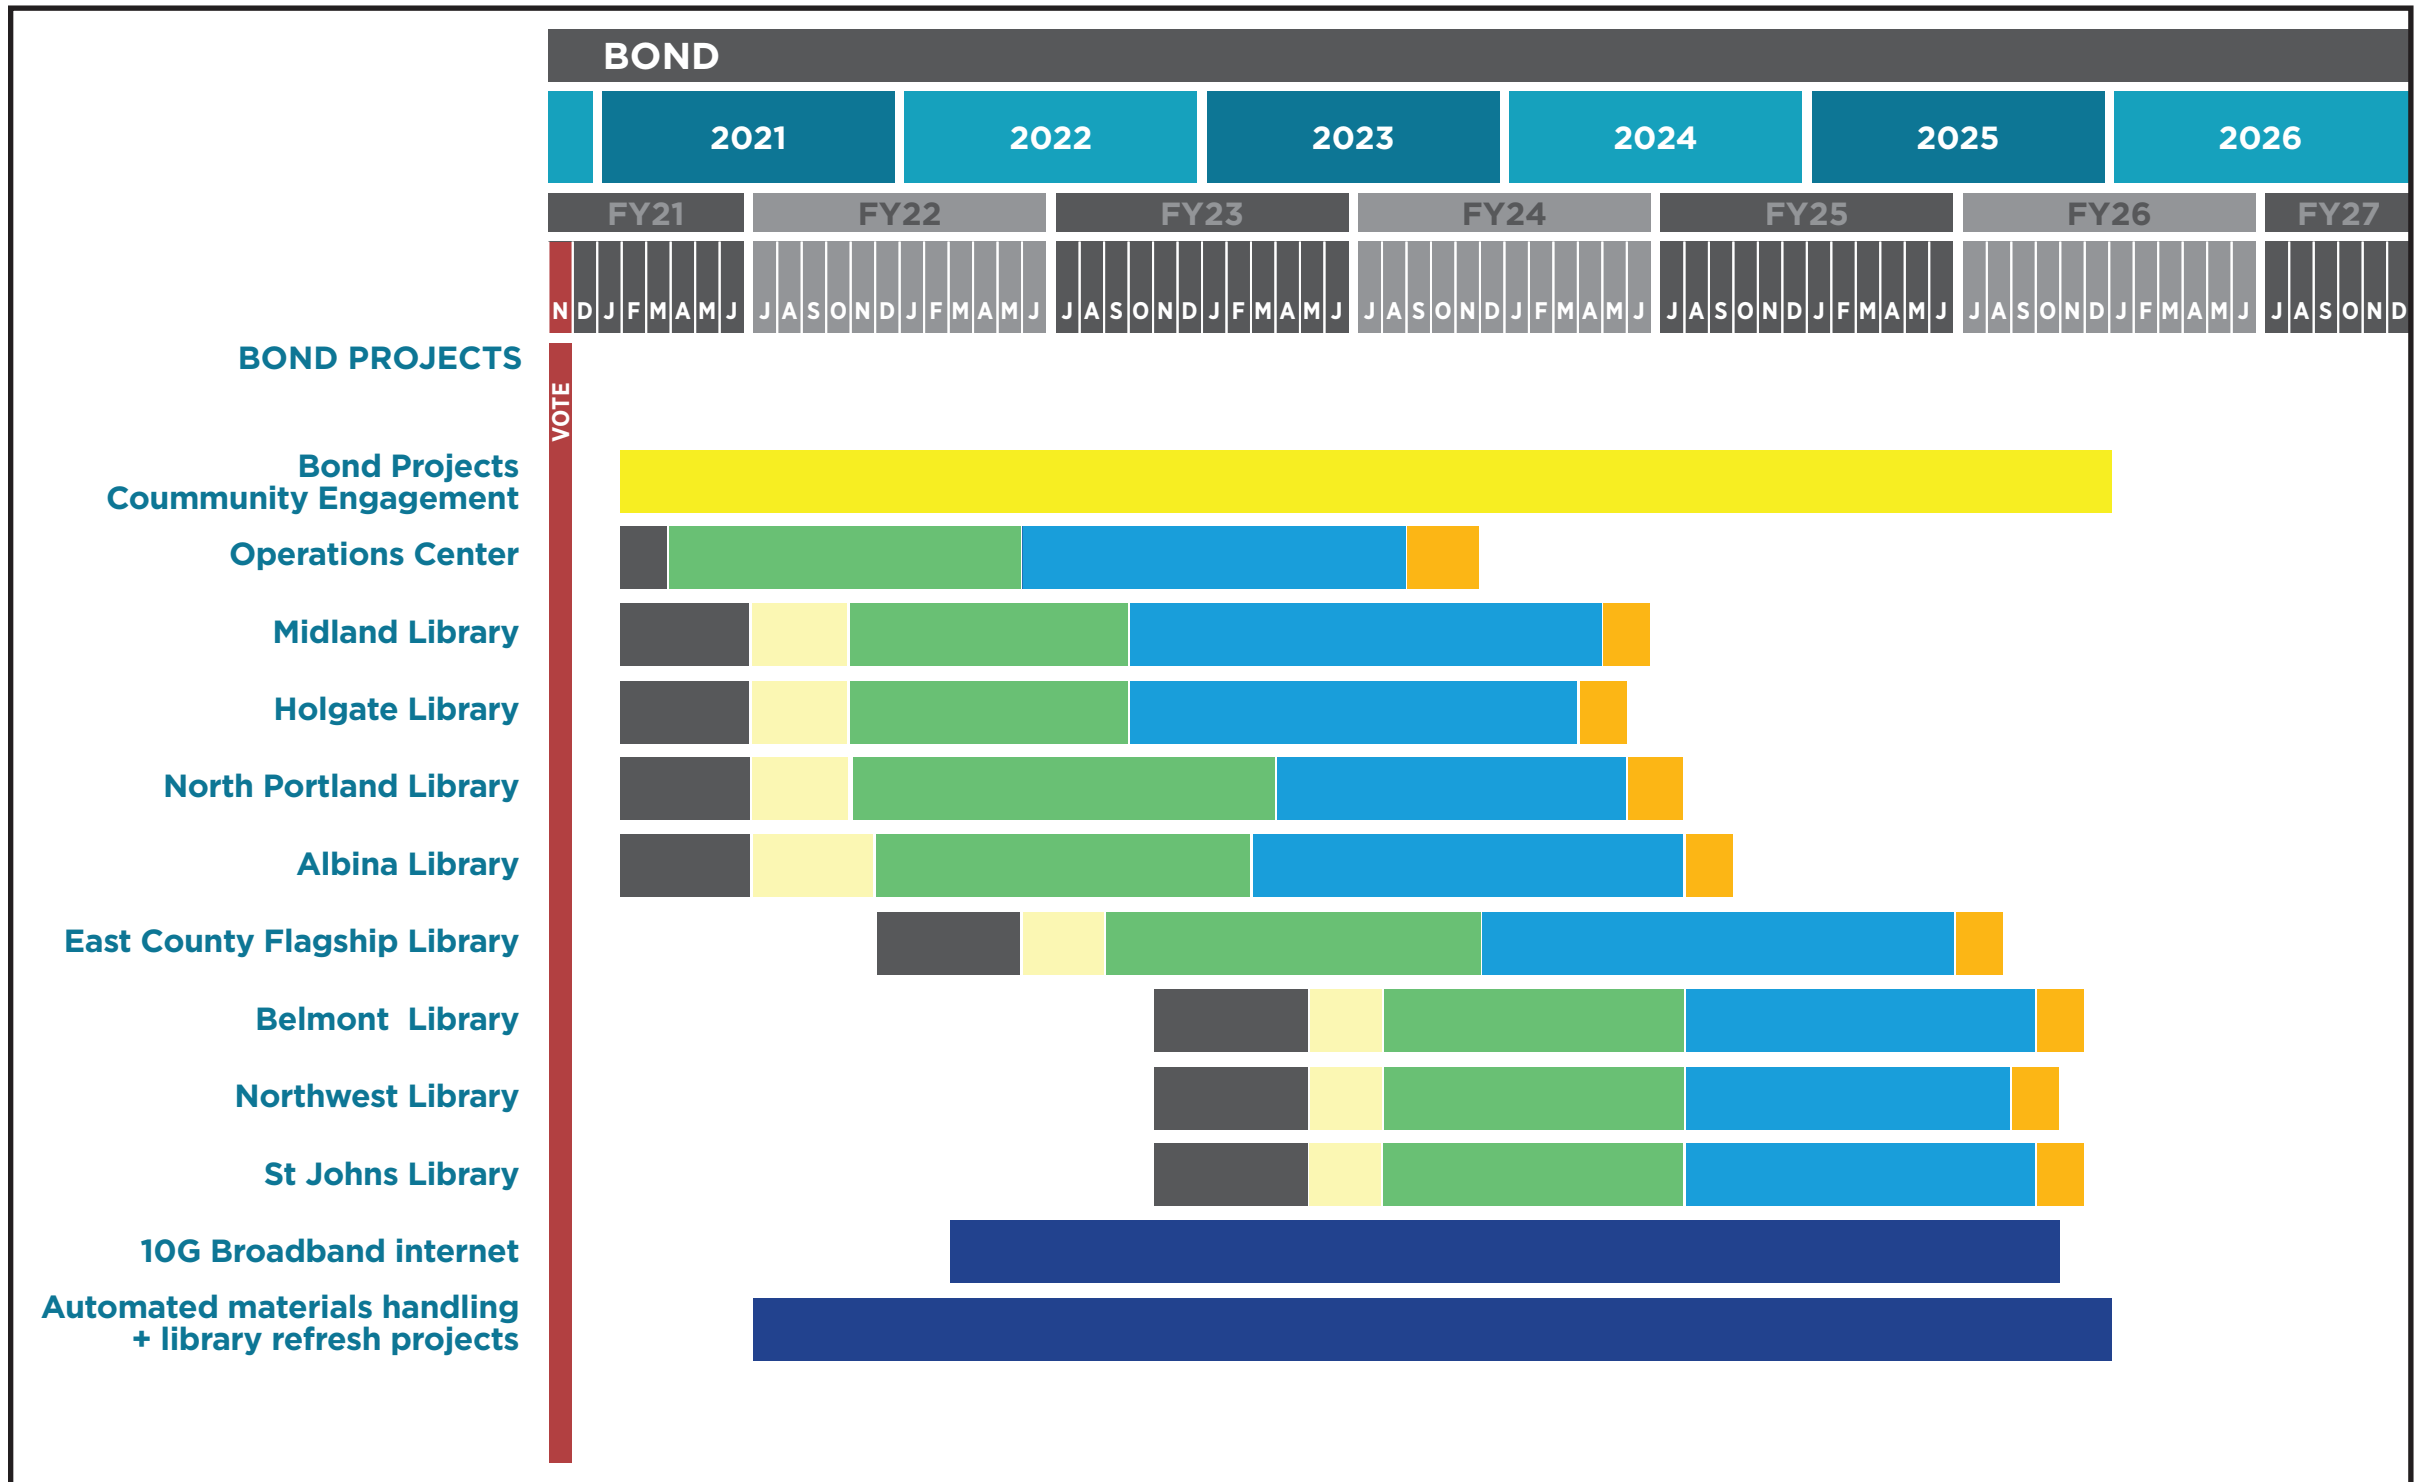 BOND
2021 2022 2023 2024 2025 2026
FY21 FY22 FY23 FY24 FY25 FY26 FY27
N D J F M A M J J A S O N D J F M A M J J A S O N D J F M A M J J A S O N D J F M A M J J A S O N D J F M A M J J A S O N D J F M A M J J A S O N D
BOND PROJECTS
VOTE
Bond Projects
Coummunity Engagement
Operations Center
Midland Library
Holgate Library
North Portland Library
Albina Library
East County Flagship Library
Belmont Library
Northwest Library
St Johns Library
10G Broadband internet
Automated materials handling
+ library refresh projects